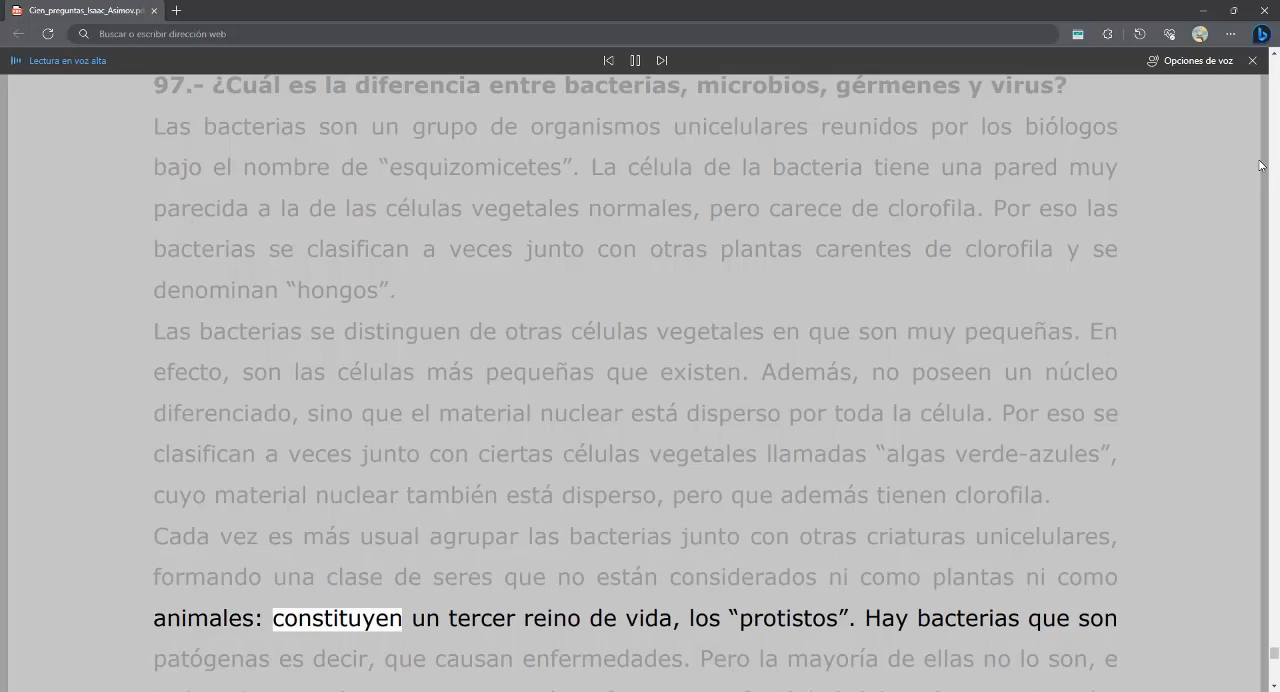 Cien_preguntas_Isaac_Asimov.pd
Buscar o escribir dirección web
Lectura en voz alta
Opciones de voz
97.- ¿Cuál es la diferencia entre bacterias, microbios, gérmenes y virus?
Las bacterias son un grupo de organismos unicelulares reunidos por los biólogos
bajo el nombre de “esquizomicetes”. La célula de la bacteria tiene una pared muy
parecida a la de las células vegetales normales, pero carece de clorofila. Por eso las
bacterias se clasifican a veces junto con otras plantas carentes de clorofila y se
denominan “hongos”.
Las bacterias se distinguen de otras células vegetales en que son muy pequeñas. En
efecto, son las células más pequeñas que existen. Además, no poseen un núcleo
diferenciado, sino que el material nuclear está disperso por toda la célula. Por eso se
clasifican a veces junto con ciertas células vegetales llamadas “algas verde-azules”,
cuyo material nuclear también está disperso, pero que además tienen clorofila.
Cada vez es más usual agrupar las bacterias junto con otras criaturas unicelulares,
formando una clase de seres que no están considerados ni como plantas ni como
animales: constituyen un tercer reino de vida, los “protistos”. Hay bacterias que son
patógenas es decir, que causan enfermedades. Pero la mayoría de ellas no lo son, e